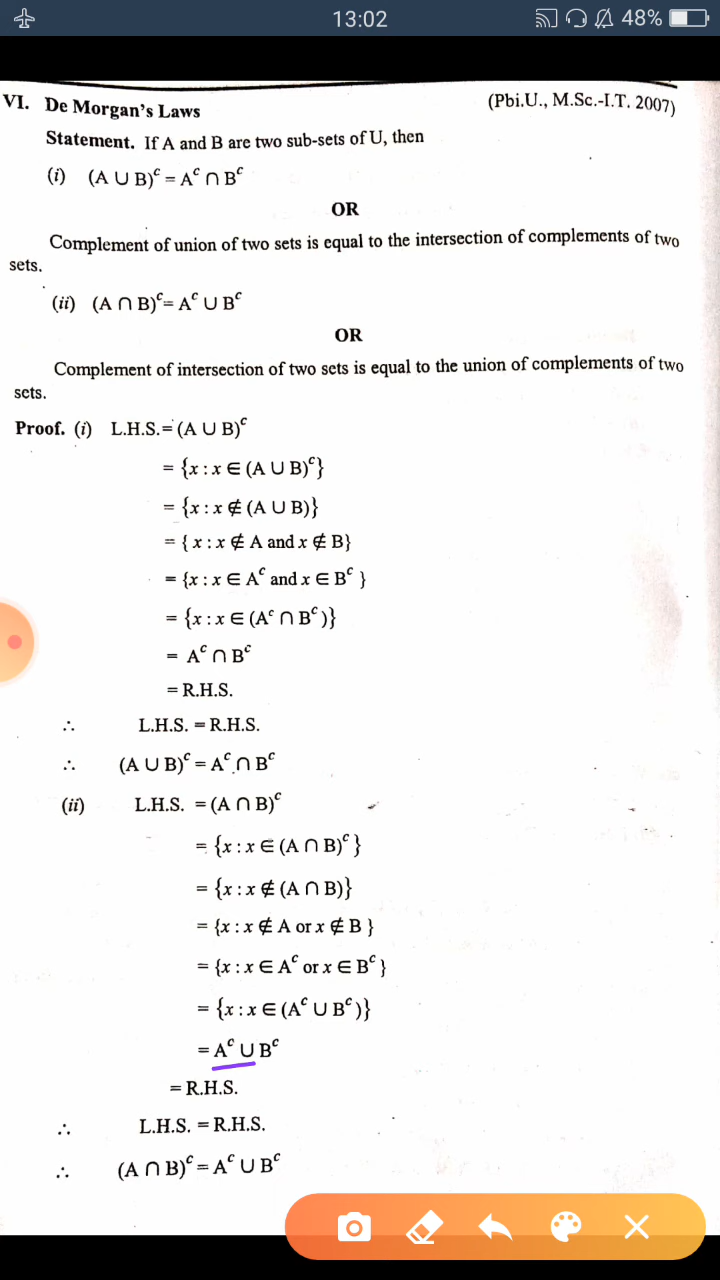 13:02
48%
VI. De Morgan's Laws (Pbi.U., M.Sc.-I.T. 2007)
Statement. If A and B are two sub-sets of U, then
(i) (A ∪ B)ᶜ = Aᶜ ∩ Bᶜ
OR
Complement of union of two sets is equal to the intersection of complements of two
sets.
(ii) (A ∩ B)ᶜ= Aᶜ ∪ Bᶜ
OR
Complement of intersection of two sets is equal to the union of complements of two
sets.
Proof. (i) L.H.S.= (A ∪ B)ᶜ
= {x : x ∈ (A ∪ B)ᶜ}
= {x : x ∉ (A ∪ B)}
= { x : x ∉ A and x ∉ B}
= {x : x ∈ Aᶜ and x ∈ Bᶜ }
= {x : x ∈ (Aᶜ ∩ Bᶜ )}
= Aᶜ ∩ Bᶜ
= R.H.S.
∴ L.H.S. = R.H.S.
∴ (A ∪ B)ᶜ = Aᶜ ∩ Bᶜ
(ii) L.H.S. = (A ∩ B)ᶜ
= {x : x ∈ (A ∩ B)ᶜ }
= {x : x ∉ (A ∩ B)}
= {x : x ∉ A or x ∉ B }
= {x : x ∈ Aᶜ or x ∈ Bᶜ }
= {x : x ∈ (Aᶜ ∪ Bᶜ )}
= Aᶜ ∪ Bᶜ
= R.H.S.
∴ L.H.S. = R.H.S.
∴ (A ∩ B)ᶜ = Aᶜ ∪ Bᶜ